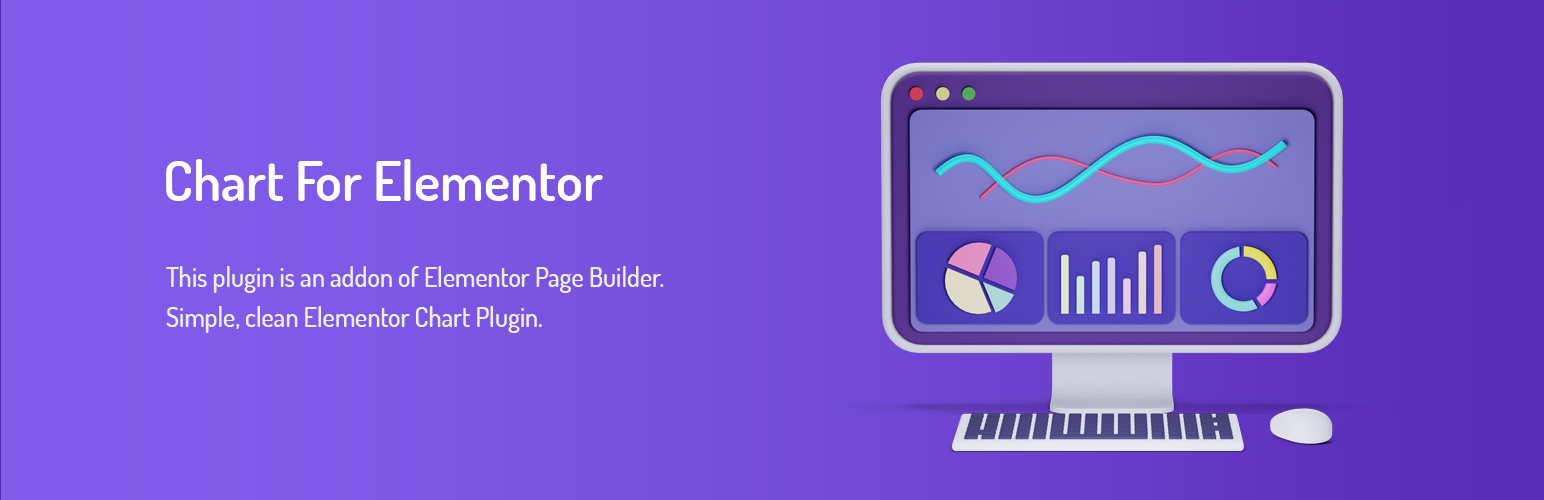 Chart For Elementor
This plugin is an addon of Elementor Page Builder.
Simple, clean Elementor Chart Plugin.